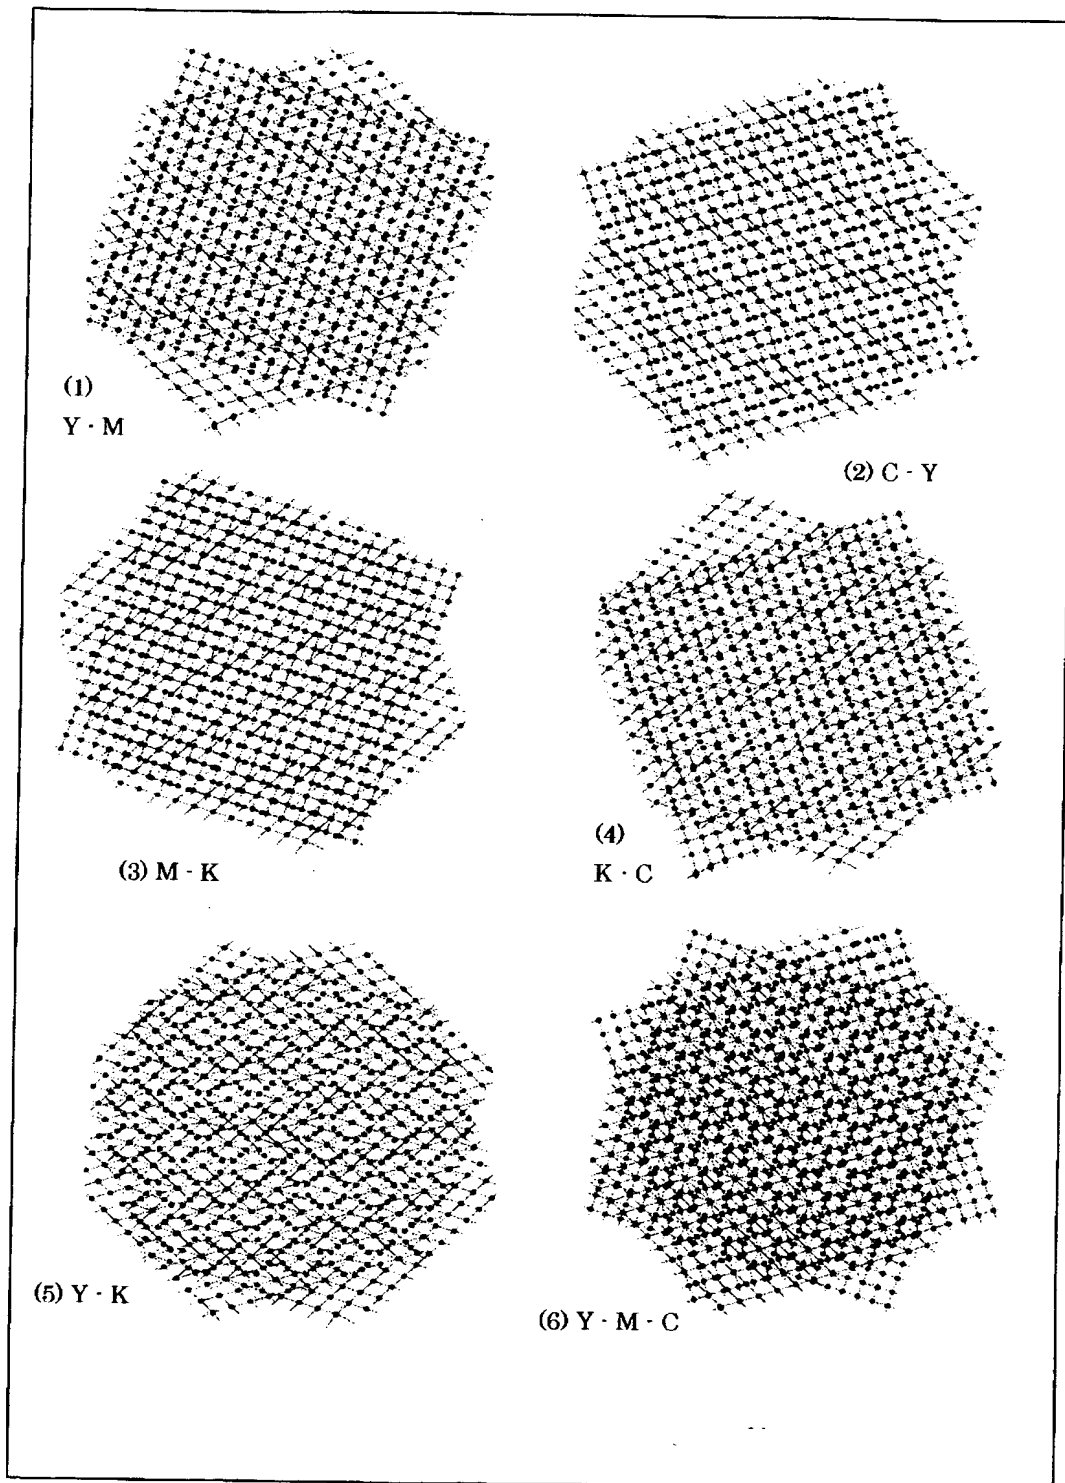 (1)
Y · M
(2) C - Y
(3) M - K
(4)
K · C
(5) Y · K
(6) Y · M · C